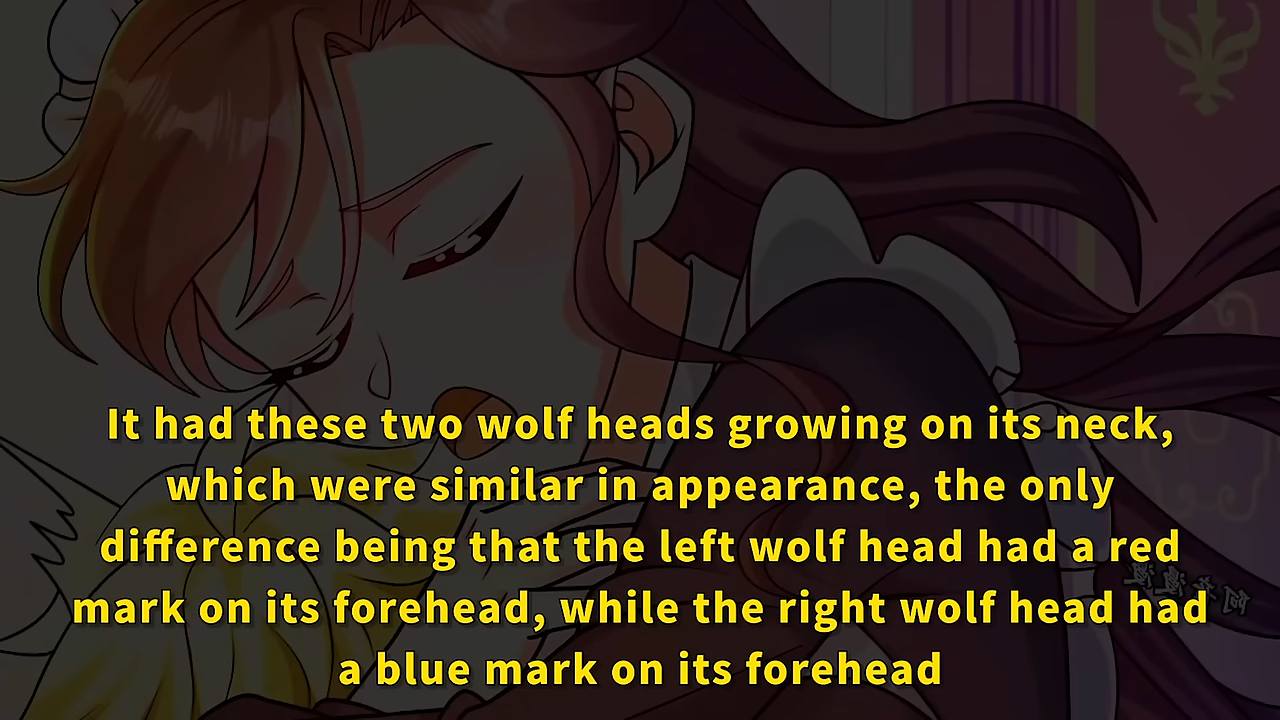 It had these two wolf heads growing on its neck,
which were similar in appearance, the only
difference being that the left wolf head had a red
mark on its forehead, while the right wolf head had
a blue mark on its forehead